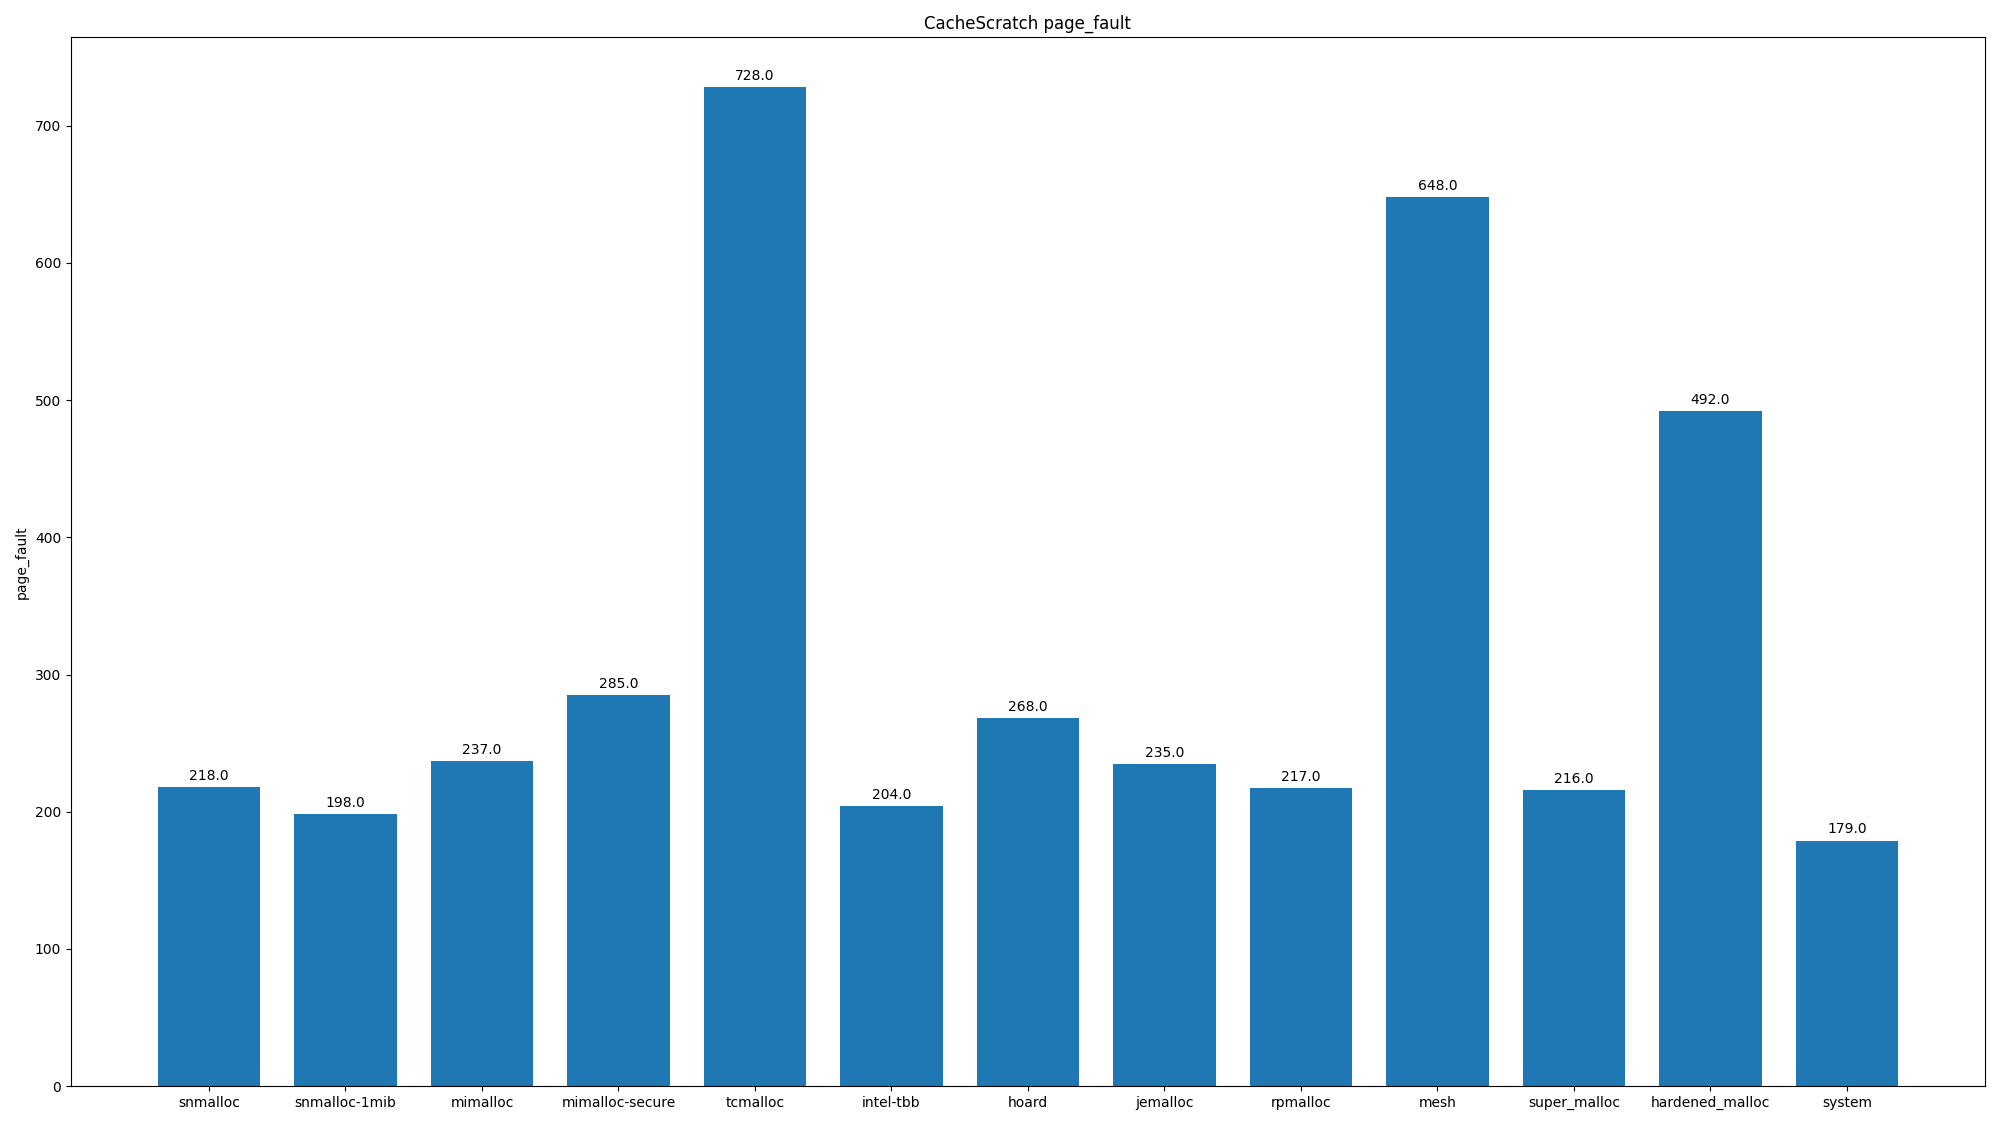 CacheScratch page_fault
page_fault
700
600
500
400
300
200
100
0
218.0
198.0
237.0
285.0
728.0
204.0
268.0
235.0
217.0
648.0
216.0
492.0
179.0
snmalloc
snmalloc-1mib
mimalloc
mimalloc-secure
tcmalloc
intel-tbb
hoard
jemalloc
rpmalloc
mesh
super_malloc
hardened_malloc
system